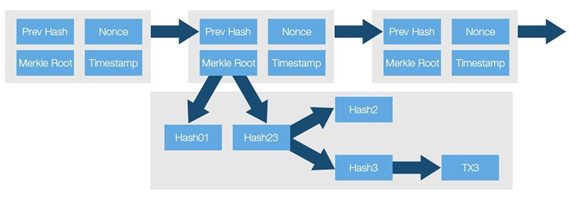 Prev Hash Nonce
Merkle Root Timestamp
Prev Hash Nonce
Merkle Root Timestamp
Prev Hash Nonce
Merkle Root Timestamp
Hash01
Hash23
Hash2
Hash3
TX3